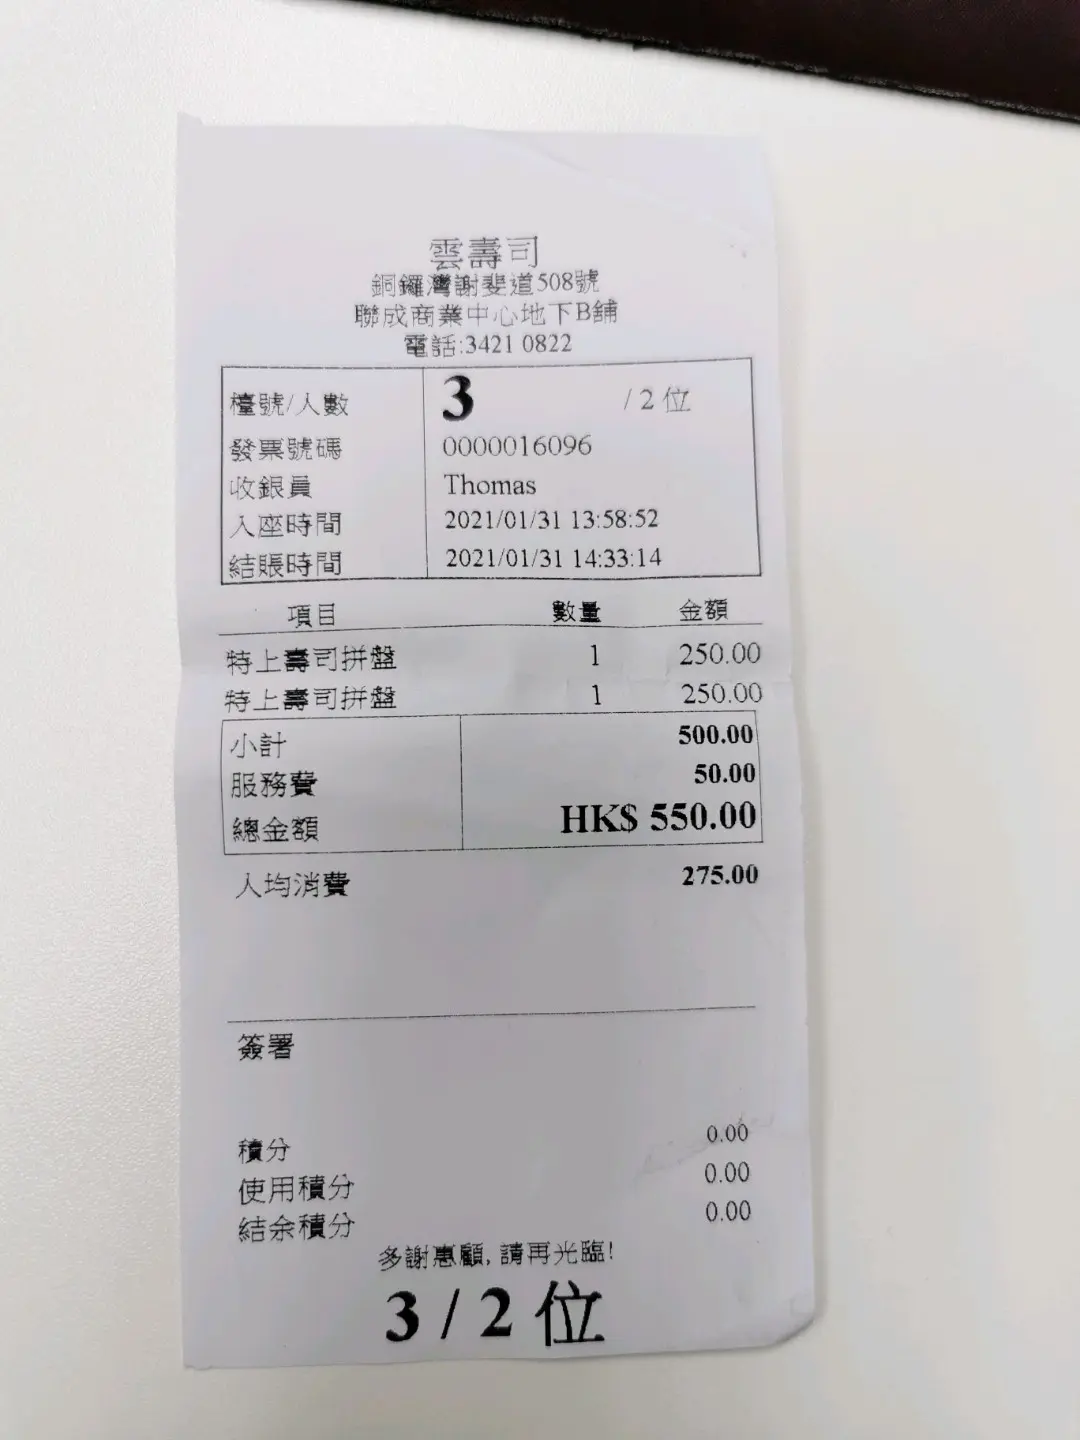 雲壽司
銅鑼灣謝斐道508號
聯成商業中心地下B舖
電話:3421 0822
檯號/人數 3 / 2 位
發票號碼 0000016096
收銀員 Thomas
入座時間 2021/01/31 13:58:52
結賬時間 2021/01/31 14:33:14
項目 數量 金額
特上壽司拼盤 1 250.00
特上壽司拼盤 1 250.00
小計 500.00
服務費 50.00
總金額 HK$ 550.00
人均消費 275.00
簽署
積分 0.00
使用積分 0.00
結余積分 0.00
多謝惠顧, 請再光臨!
3 / 2 位